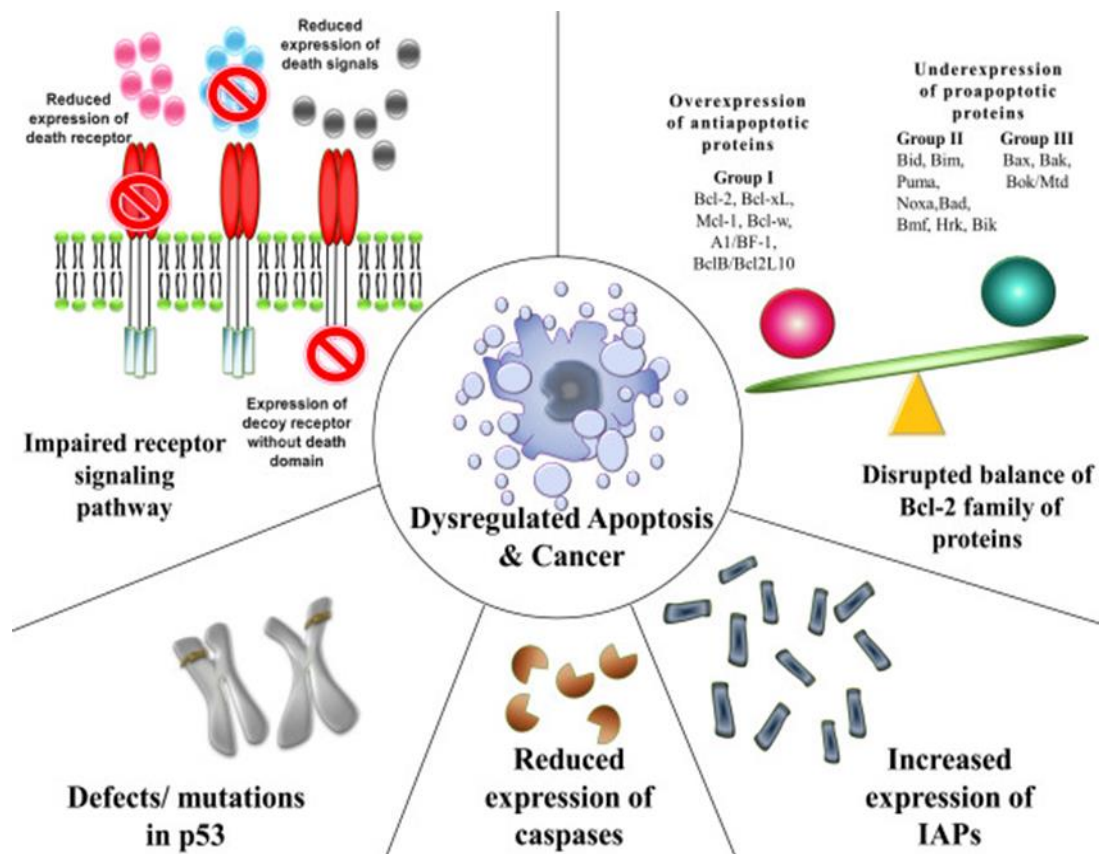 Reduced
expression of
death signals
Reduced
expression of
death receptor
Expression of
decoy receptor
without death
domain
Impaired receptor
signaling
pathway
Overexpression
of antiapoptotic
proteins
Group I
Bcl-2, Bcl-xL,
Mcl-1, Bcl-w,
A1/BF-1,
BclB/Bcl2L10
Underexpression
of proapoptotic
proteins
Group II
Bid, Bim,
Puma,
Noxa,Bad,
Bmf, Hrk, Bik
Group III
Bax, Bak,
Bok/Mtd
Disrupted balance of
Bcl-2 family of
proteins
Dysregulated Apoptosis
& Cancer
Defects/ mutations
in p53
Reduced
expression of
caspases
Increased
expression of
IAPs